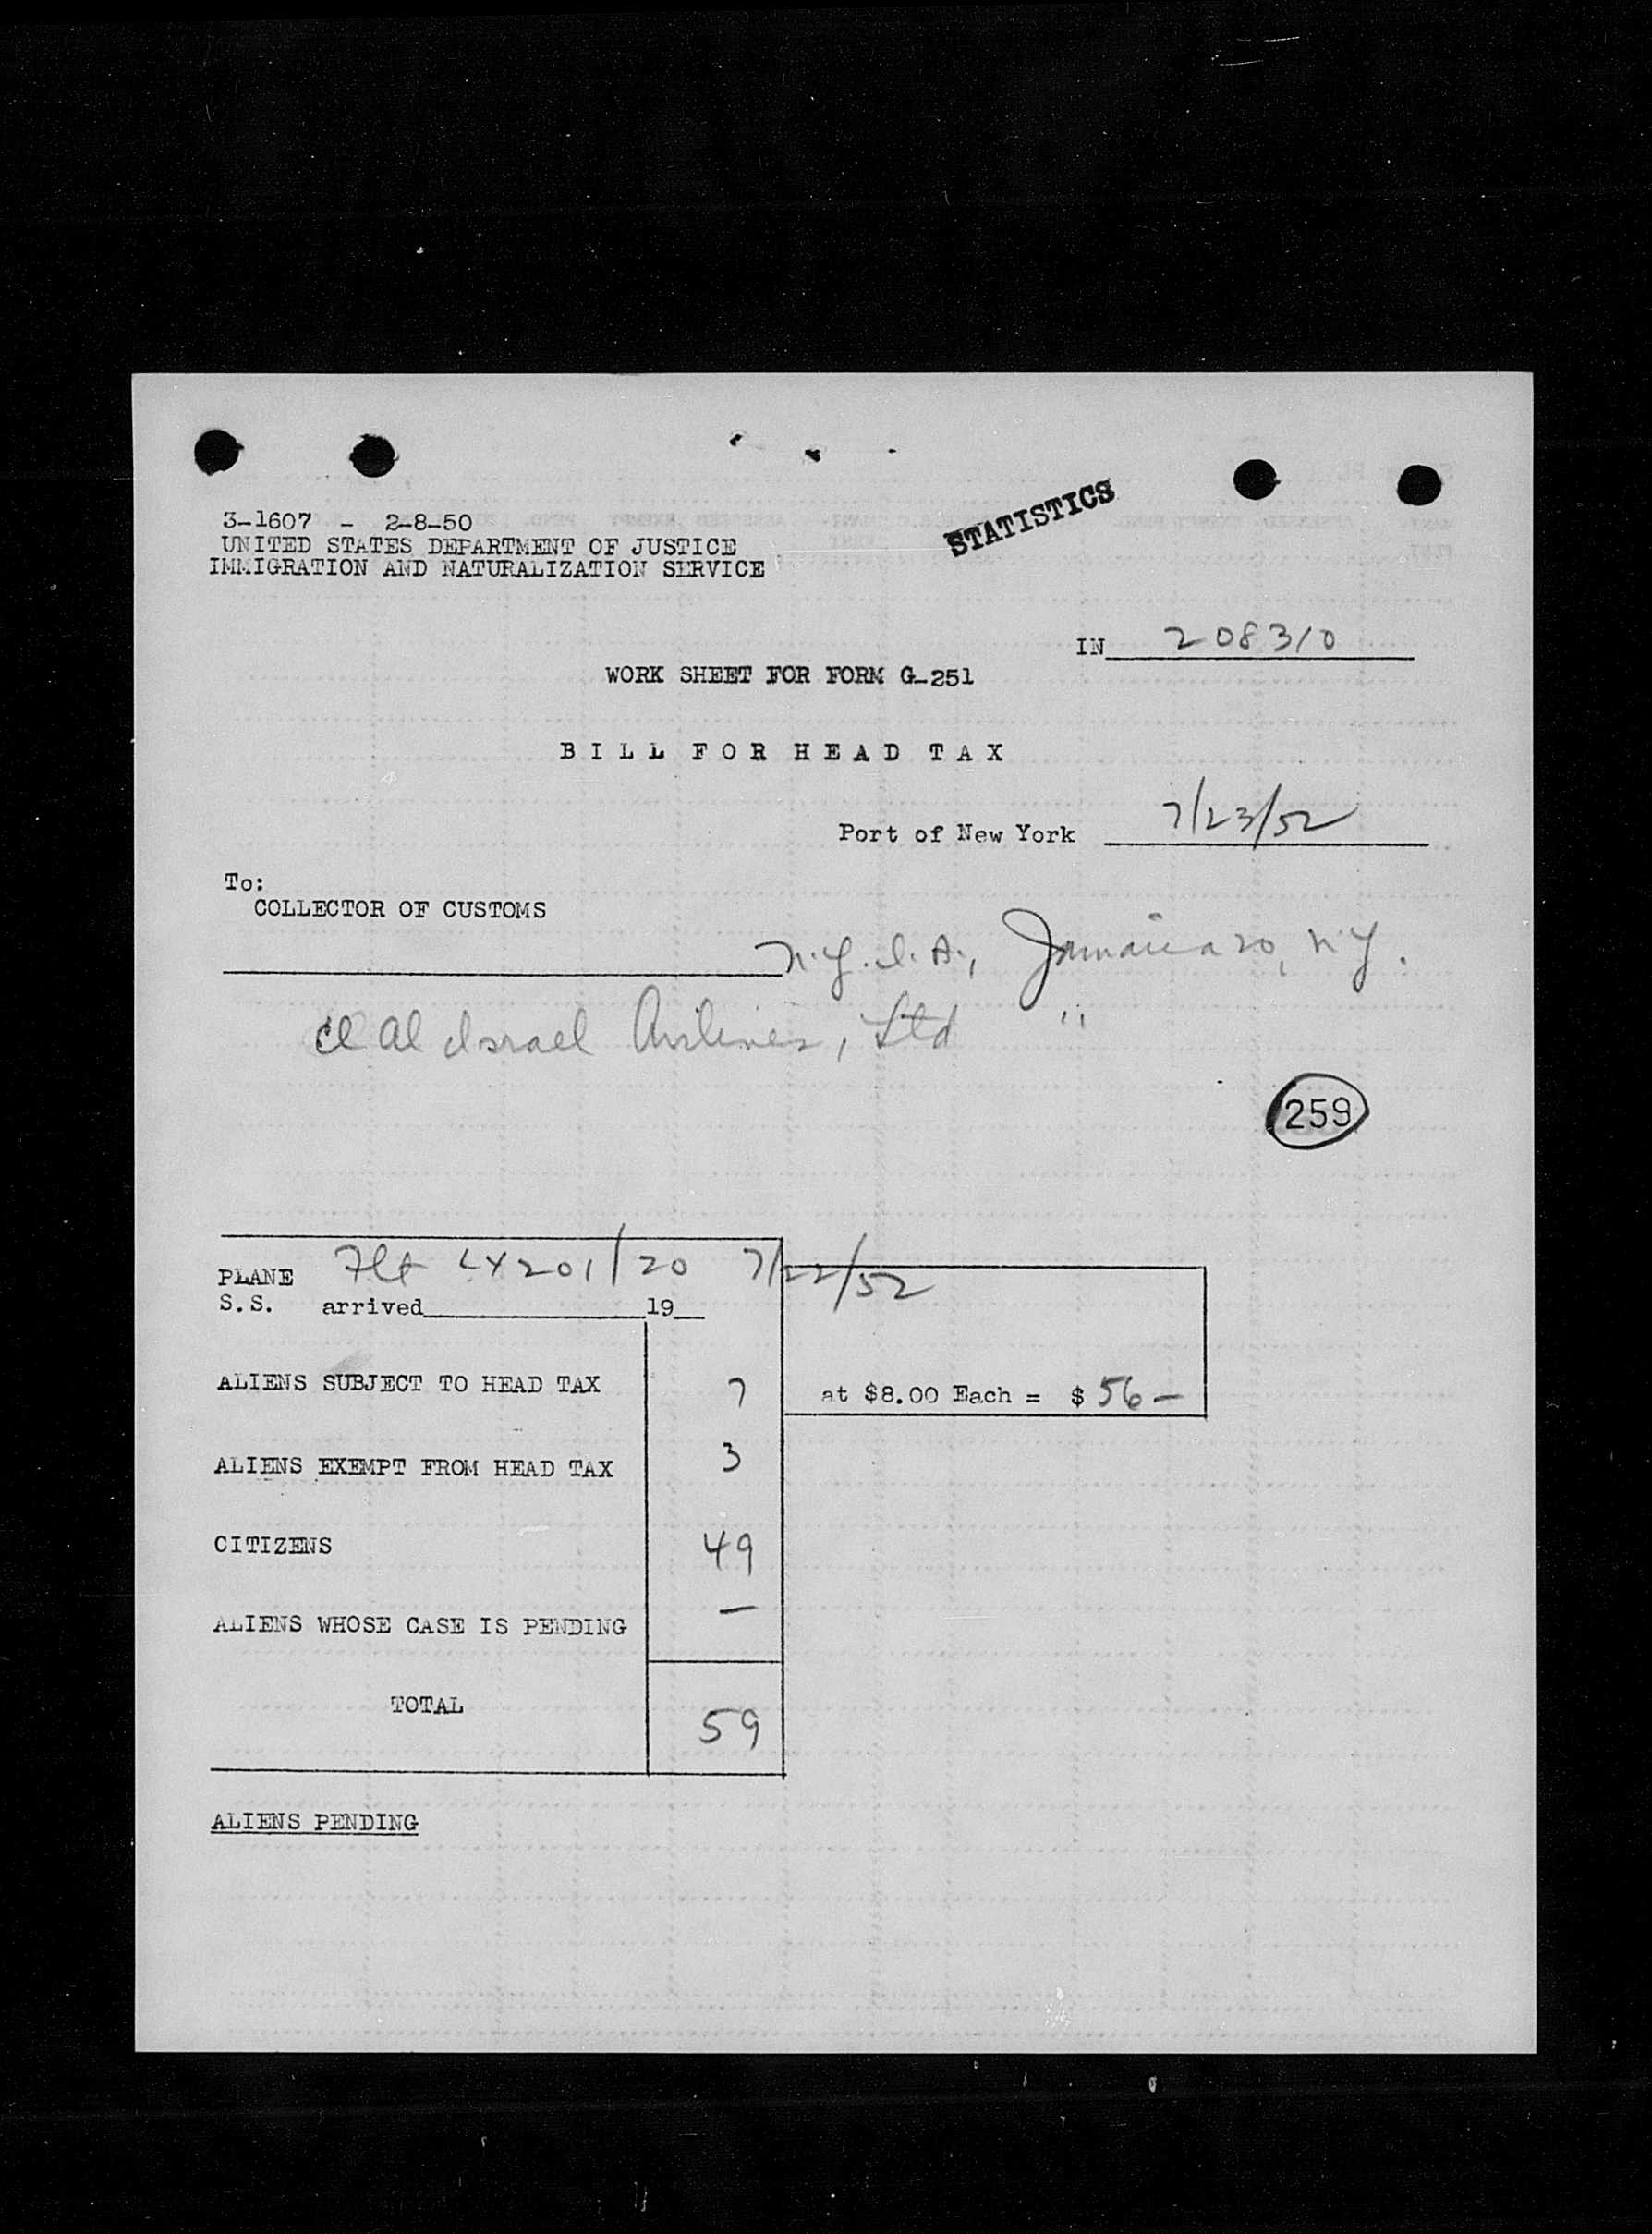 STATISTICS
3-1607 - 2-8-50
UNITED STATES DEPARTMENT OF JUSTICE
IMMIGRATION AND NATURALIZATION SERVICE
IN 208310
WORK SHEET FOR FORM G-251
BILL FOR HEAD TAX
Port of New York 7/23/52
To:
COLLECTOR OF CUSTOMS
N.Y.I.A., Jamaica 20, N.Y.
El Al Israel Airlines, Ltd "
259
PLANE Flt LY201/20 7/22/52
S.S. arrived 19
ALIENS SUBJECT TO HEAD TAX 7 at $8.00 Each = $ 56 —
ALIENS EXEMPT FROM HEAD TAX 3
CITIZENS 49
ALIENS WHOSE CASE IS PENDING —
TOTAL 59
ALIENS PENDING